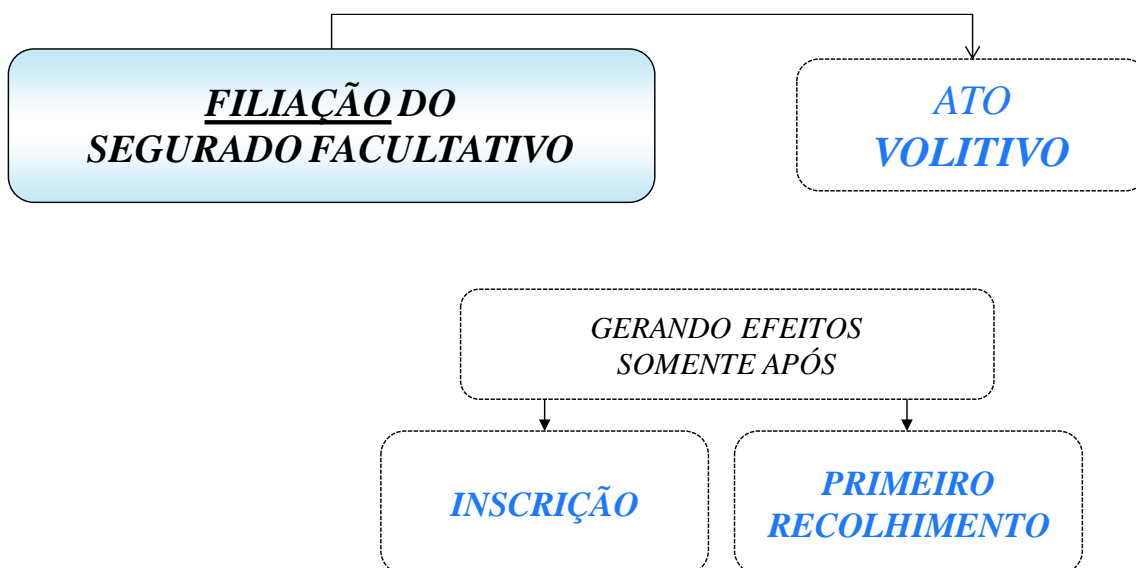 FILIAÇÃO DO
SEGURADO FACULTATIVO
ATO
VOLITIVO
GERANDO EFEITOS
SOMENTE APÓS
INSCRIÇÃO
PRIMEIRO
RECOLHIMENTO